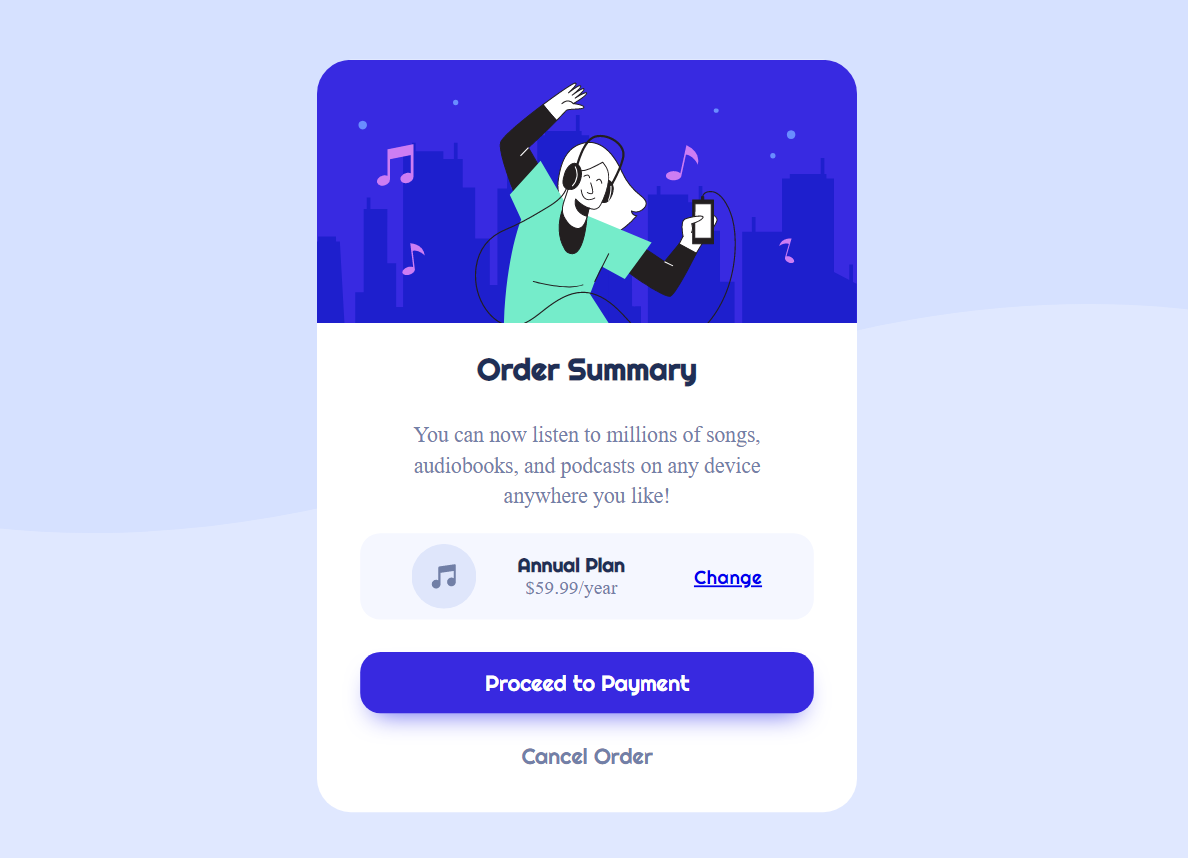 Order Summary
You can now listen to millions of songs,
audiobooks, and podcasts on any device
anywhere you like!
Annual Plan
$59.99/year
Change
Proceed to Payment
Cancel Order